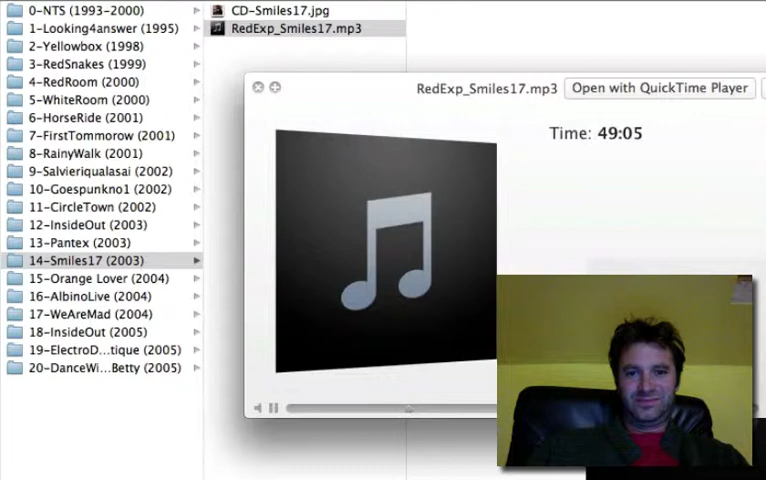 0-NTS (1993-2000)
1-Looking4answer (1995)
2-Yellowbox (1998)
3-RedSnakes (1999)
4-RedRoom (2000)
5-WhiteRoom (2000)
6-HorseRide (2001)
7-FirstTommorow (2001)
8-RainyWalk (2001)
9-Salvieriqualasai (2002)
10-Goespunkno1 (2002)
11-CircleTown (2002)
12-InsideOut (2003)
13-Pantex (2003)
14-Smiles17 (2003)
15-Orange Lover (2004)
16-AlbinoLive (2004)
17-WeAreMad (2004)
18-InsideOut (2005)
19-ElectroD...tique (2005)
20-DanceWi...Betty (2005)
CD-Smiles17.jpg
RedExp_Smiles17.mp3
RedExp_Smiles17.mp3
Open with QuickTime Player
Time: 49:05